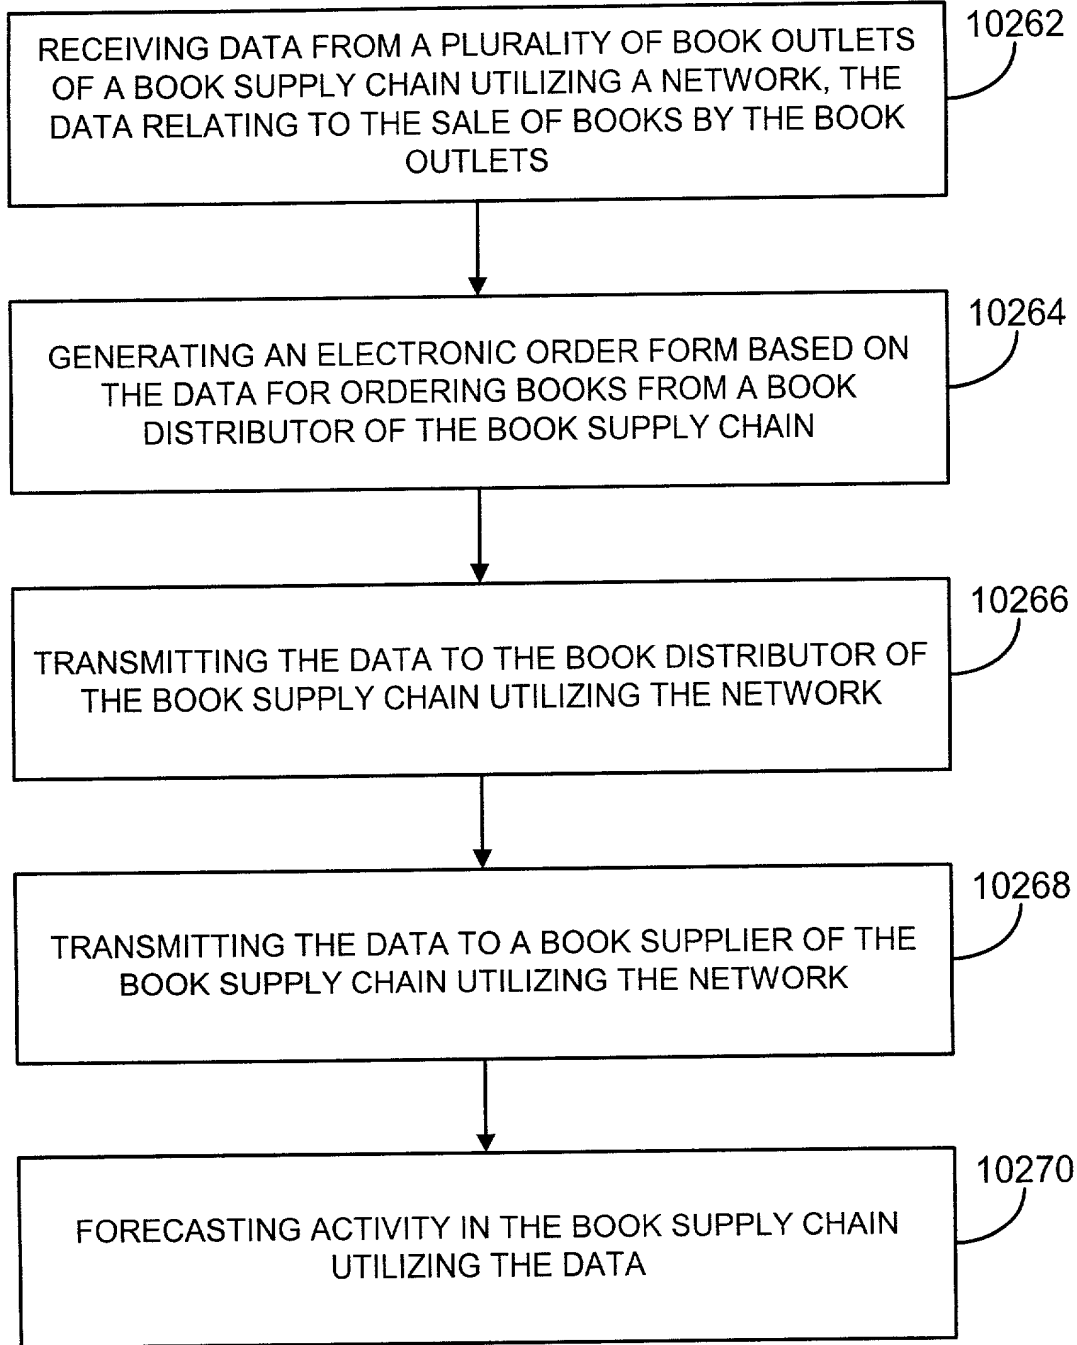 10262
RECEIVING DATA FROM A PLURALITY OF BOOK OUTLETS
OF A BOOK SUPPLY CHAIN UTILIZING A NETWORK, THE
DATA RELATING TO THE SALE OF BOOKS BY THE BOOK
OUTLETS
10264
GENERATING AN ELECTRONIC ORDER FORM BASED ON
THE DATA FOR ORDERING BOOKS FROM A BOOK
DISTRIBUTOR OF THE BOOK SUPPLY CHAIN
10266
TRANSMITTING THE DATA TO THE BOOK DISTRIBUTOR OF
THE BOOK SUPPLY CHAIN UTILIZING THE NETWORK
10268
TRANSMITTING THE DATA TO A BOOK SUPPLIER OF THE
BOOK SUPPLY CHAIN UTILIZING THE NETWORK
10270
FORECASTING ACTIVITY IN THE BOOK SUPPLY CHAIN
UTILIZING THE DATA